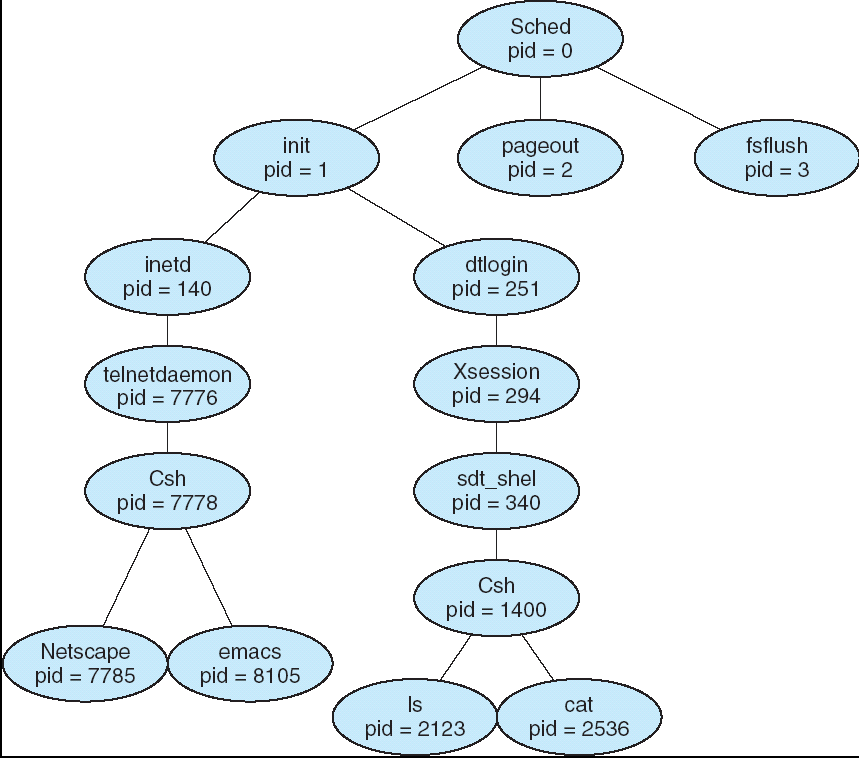 Sched
pid = 0
init
pid = 1
pageout
pid = 2
fsflush
pid = 3
inetd
pid = 140
dtlogin
pid = 251
telnetdaemon
pid = 7776
Xsession
pid = 294
Csh
pid = 7778
sdt_shel
pid = 340
Csh
pid = 1400
Netscape
pid = 7785
emacs
pid = 8105
ls
pid = 2123
cat
pid = 2536